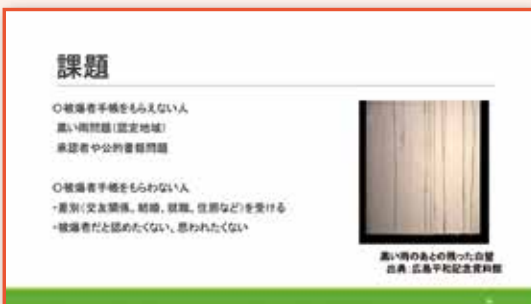 課題
○被爆者手帳をもらえない人
黒い雨問題(認定地域)
承認者や公的書類問題
○被爆者手帳をもらわない人
・差別(交友関係、結婚、就職、住居など)を受ける
・被爆者だと認めたくない、思われたくない
黒い雨のあとの残った白壁
出典:広島平和記念資料館